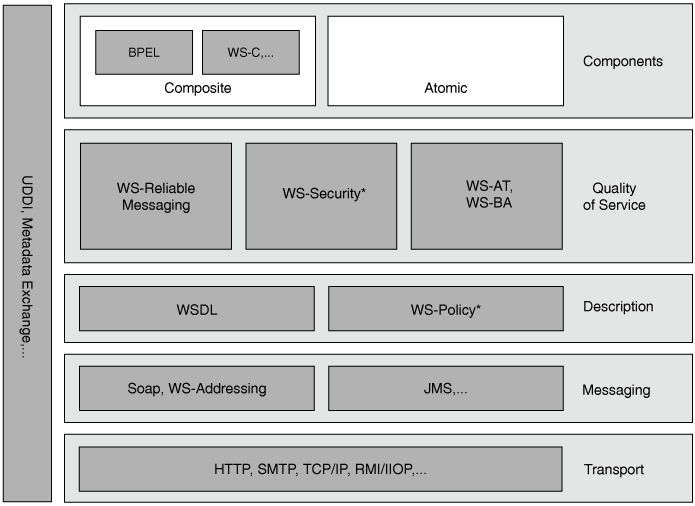 UDDI, Metadata Exchange,...
BPEL
WS-C,...
Composite
Atomic
Components
WS-Reliable
Messaging
WS-Security*
WS-AT,
WS-BA
Quality
of Service
WSDL
WS-Policy*
Description
Soap, WS-Addressing
JMS,...
Messaging
HTTP, SMTP, TCP/IP, RMI/IIOP,...
Transport